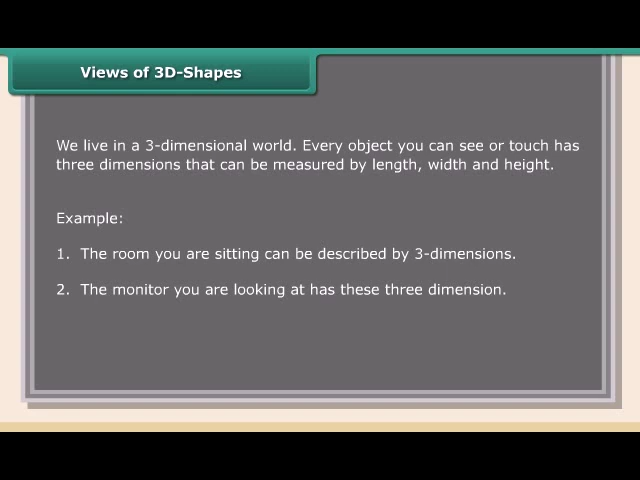 Views of 3D-Shapes
We live in a 3-dimensional world. Every object you can see or touch has
three dimensions that can be measured by length, width and height.
Example:
1. The room you are sitting can be described by 3-dimensions.
2. The monitor you are looking at has these three dimension.